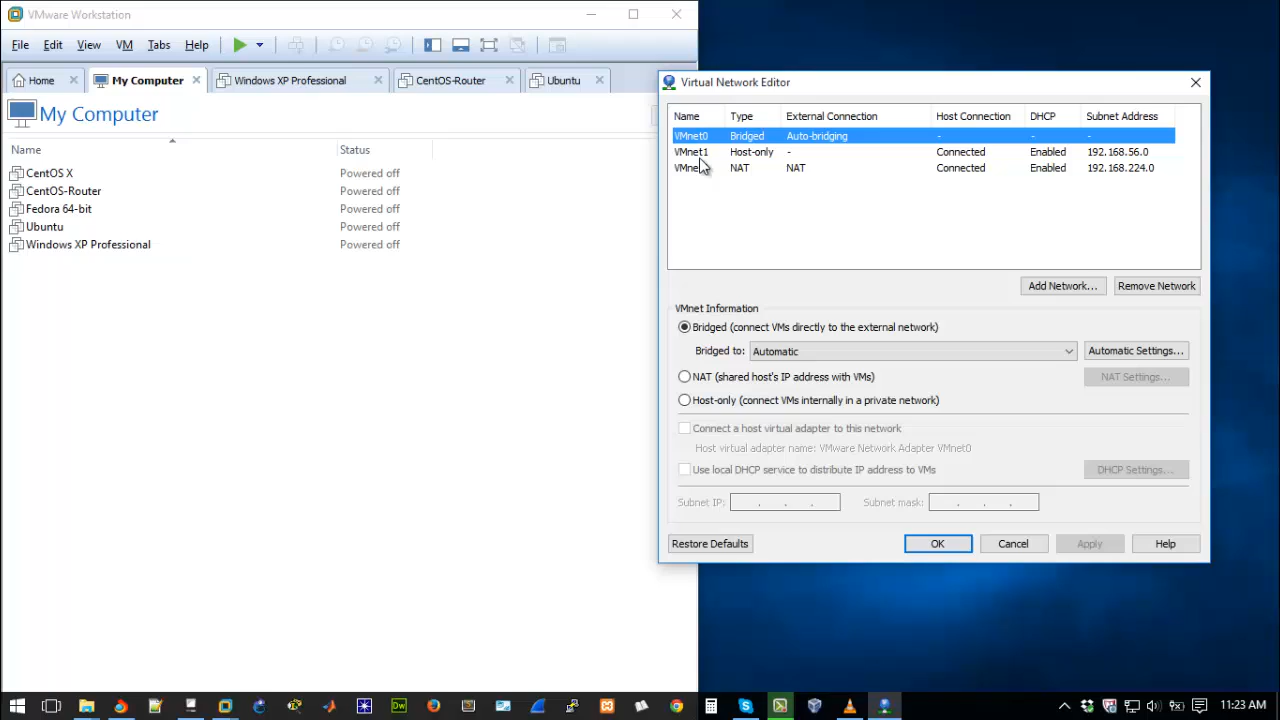 VMware Workstation
File Edit View VM Tabs Help
Home My Computer Windows XP Professional CentOS-Router Ubuntu
My Computer
Name Status
CentOS X Powered off
CentOS-Router Powered off
Fedora 64-bit Powered off
Ubuntu Powered off
Windows XP Professional Powered off
Virtual Network Editor
Name Type External Connection Host Connection DHCP Subnet Address
VMnet0 Bridged Auto-bridging - - -
VMnet1 Host-only - Connected Enabled 192.168.56.0
VMnet NAT NAT Connected Enabled 192.168.224.0
Add Network... Remove Network
VMnet Information
Bridged (connect VMs directly to the external network)
Bridged to: Automatic Automatic Settings...
NAT (shared host's IP address with VMs) NAT Settings...
Host-only (connect VMs internally in a private network)
Connect a host virtual adapter to this network
Host virtual adapter name: VMware Network Adapter VMnet0
Use local DHCP service to distribute IP address to VMs DHCP Settings...
Subnet IP: . . . Subnet mask: . . .
Restore Defaults OK Cancel Apply Help
Dw
11:23 AM